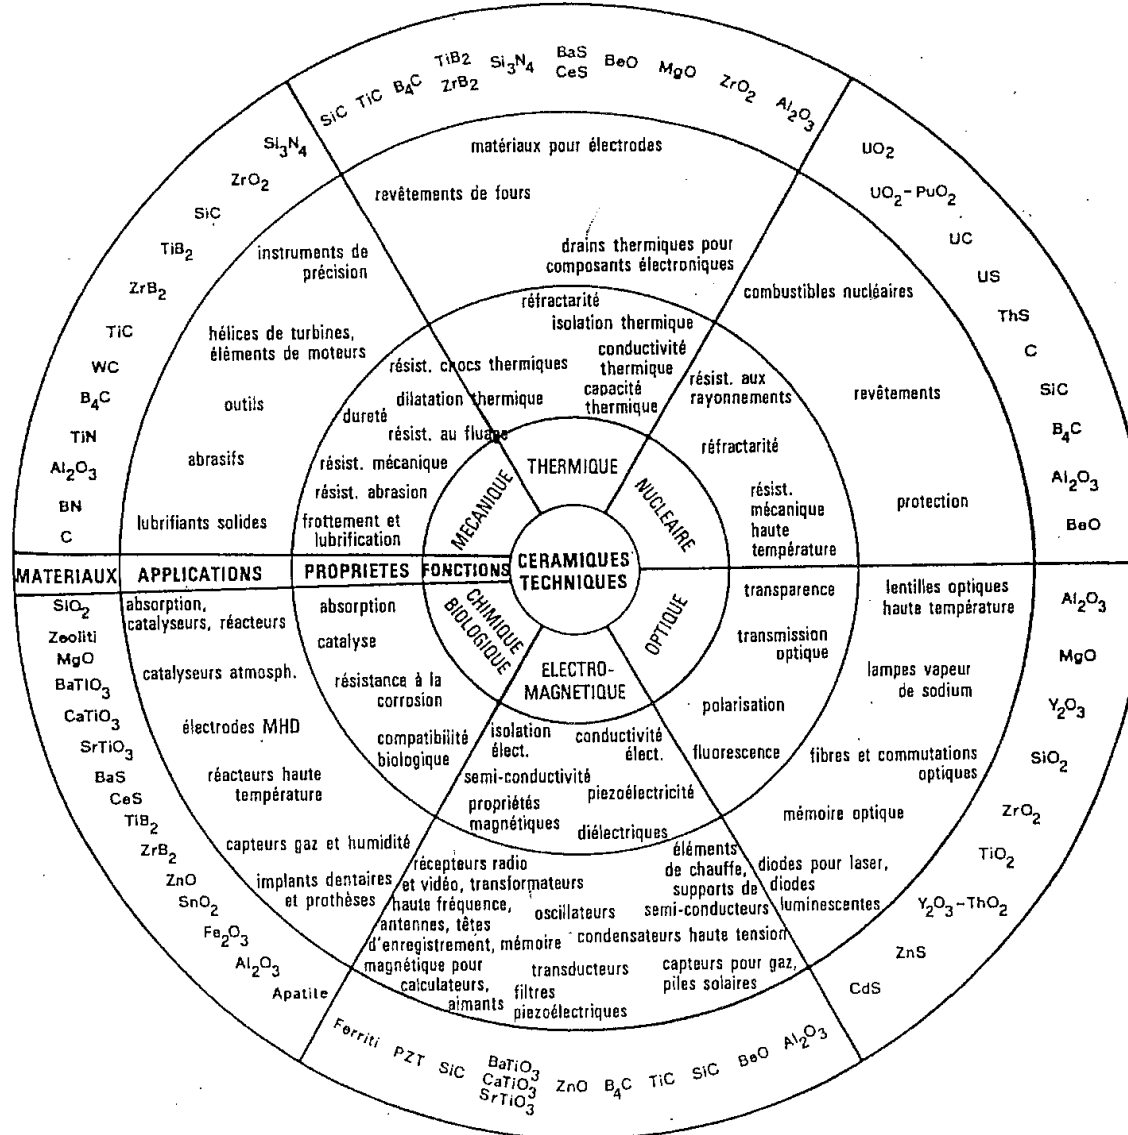 CERAMIQUES
TECHNIQUES
MATERIAUX
APPLICATIONS
PROPRIETES
FONCTIONS
THERMIQUE
réfractarité
isolation thermique
résist. chocs thermiques
conductivité
thermique
dilatation thermique
capacité
thermique
matériaux pour électrodes
revêtements de fours
drains thermiques pour
composants électroniques
SiC
TiC
B4C
TiB2
ZrB2
Si3N4
BaS
CeS
BeO
MgO
ZrO2
Al2O3
NUCLEAIRE
résist. aux
rayonnements
réfractarité
résist.
mécanique
haute
température
combustibles nucléaires
revêtements
protection
UO2
UO2-PuO2
UC
US
ThS
C
SiC
B4C
Al2O3
BeO
OPTIQUE
transparence
transmission
optique
polarisation
fluorescence
lentilles optiques
haute température
lampes vapeur
de sodium
fibres et commutations
optiques
mémoire optique
diodes pour laser,
diodes
luminescentes
Al2O3
MgO
Y2O3
SiO2
ZrO2
TiO2
Y2O3-ThO2
ZnS
CdS
ELECTRO-
MAGNETIQUE
isolation
élect.
conductivité
élect.
semi-conductivité
piezoélectricité
propriétés
magnétiques
diélectriques
récepteurs radio
et vidéo, transformateurs
haute fréquence,
antennes, têtes
d'enregistrement, mémoire
magnétique pour
calculateurs,
aimants
oscillateurs
transducteurs
filtres
piezoélectriques
éléments
de chauffe,
supports de
semi-conducteurs
condensateurs haute tension
capteurs pour gaz,
piles solaires
Ferriti
PZT
SiC
BaTiO3
CaTiO3
SrTiO3
ZnO
B4C
TiC
SiC
BeO
Al2O3
CHIMIQUE
BIOLOGIQUE
absorption
catalyse
résistance à la
corrosion
compatibilité
biologique
absorption,
catalyseurs, réacteurs
catalyseurs atmosph.
électrodes MHD
réacteurs haute
température
capteurs gaz et humidité
implants dentaires
et prothèses
SiO2
Zeoliti
MgO
BaTiO3
CaTiO3
SrTiO3
BaS
CeS
TiB2
ZrB2
ZnO
SnO2
Fe2O3
Al2O3
Apatite
MECANIQUE
dureté
résist. au fluage
résist. mécanique
résist. abrasion
frottement et
lubrification
instruments de
précision
hélices de turbines,
éléments de moteurs
outils
abrasifs
lubrifiants solides
Si3N4
ZrO2
SiC
TiB2
ZrB2
TiC
WC
B4C
TiN
Al2O3
BN
C